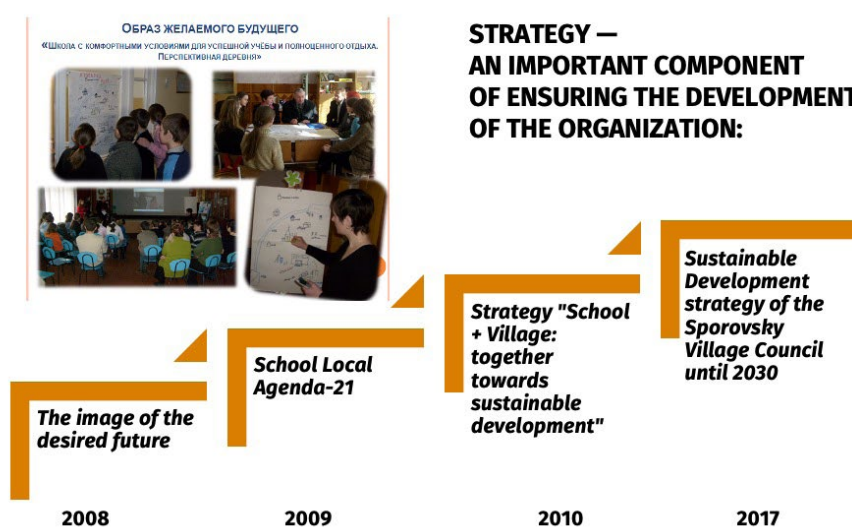 ОБРАЗ ЖЕЛАЕМОГО БУДУЩЕГО
«ШКОЛА С КОМФОРТНЫМИ УСЛОВИЯМИ ДЛЯ УСПЕШНОЙ УЧЁБЫ И ПОЛНОЦЕННОГО ОТДЫХА.
ПЕРСПЕКТИВНАЯ ДЕРЕВНЯ»
STRATEGY —
AN IMPORTANT COMPONENT
OF ENSURING THE DEVELOPMENT
OF THE ORGANIZATION:
The image of the
desired future
2008
School Local
Agenda-21
2009
Strategy "School
+ Village:
together
towards
sustainable
development"
2010
Sustainable
Development
strategy of the
Sporovsky
Village Council
until 2030
2017